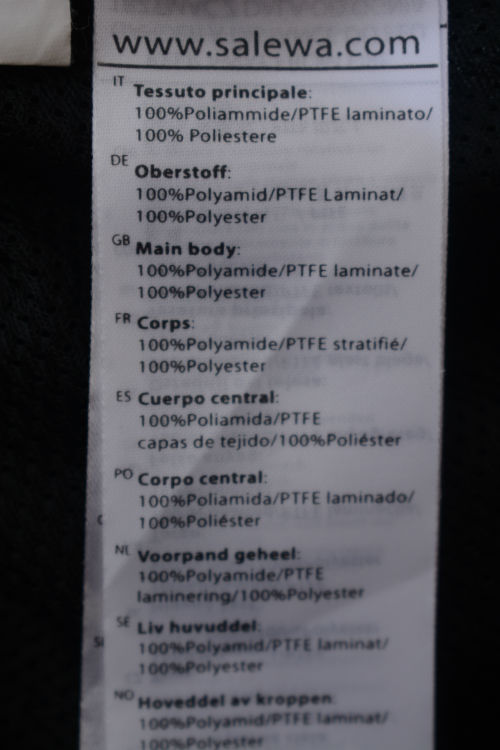 www.salewa.com
IT Tessuto principale:
100%Poliammide/PTFE laminato/
100% Poliestere
DE Oberstoff:
100%Polyamid/PTFE Laminat/
100%Polyester
GB Main body:
100%Polyamide/PTFE laminate/
100%Polyester
FR Corps:
100%Polyamide/PTFE stratifié/
100%Polyester
ES Cuerpo central:
100%Poliamida/PTFE
capas de tejido/100%Poliéster
PO Corpo central:
100%Poliamida/PTFE laminado/
100%Poliéster
NL Voorpand geheel:
100%Polyamide/PTFE
laminering/100%Polyester
SE Liv huvuddel:
100%Polyamid/PTFE laminat/
100%Polyester
NO Hoveddel av kroppen:
100%Polyamid/PTFE laminat/
100%Polyester